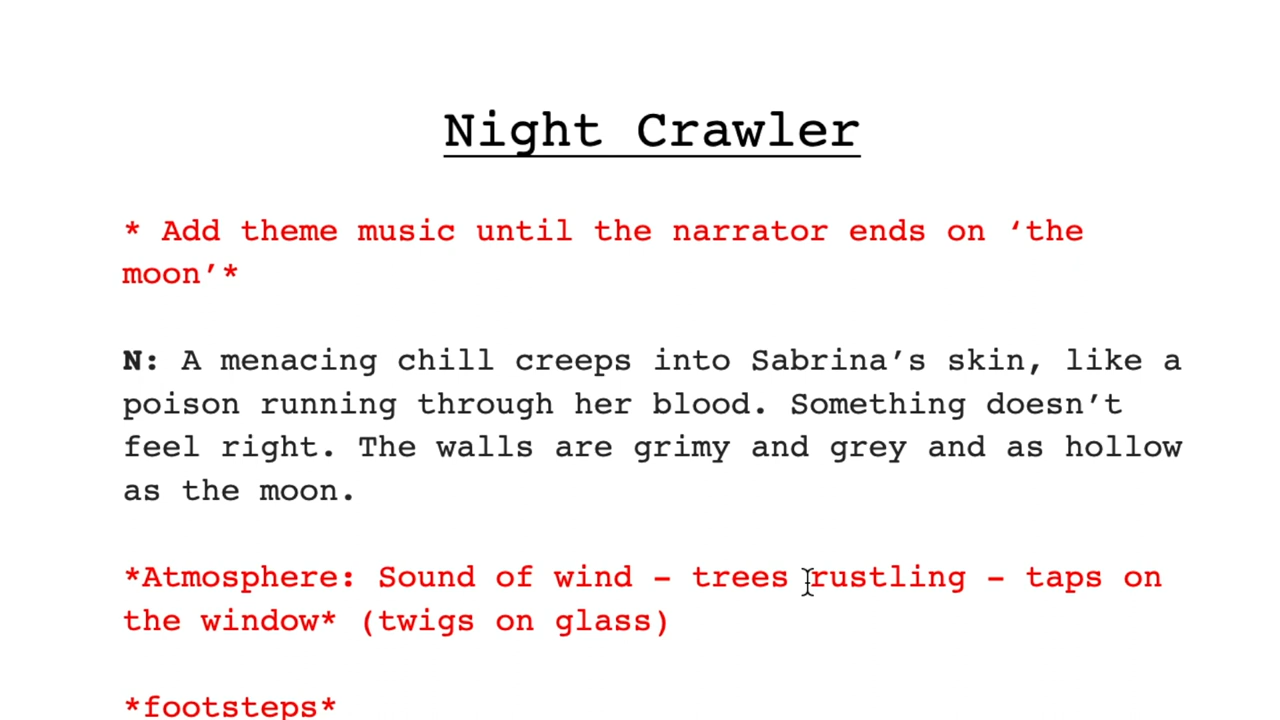 Night Crawler
* Add theme music until the narrator ends on ‘the
moon’*
N: A menacing chill creeps into Sabrina’s skin, like a
poison running through her blood. Something doesn’t
feel right. The walls are grimy and grey and as hollow
as the moon.
*Atmosphere: Sound of wind – trees rustling – taps on
the window* (twigs on glass)
*footsteps*